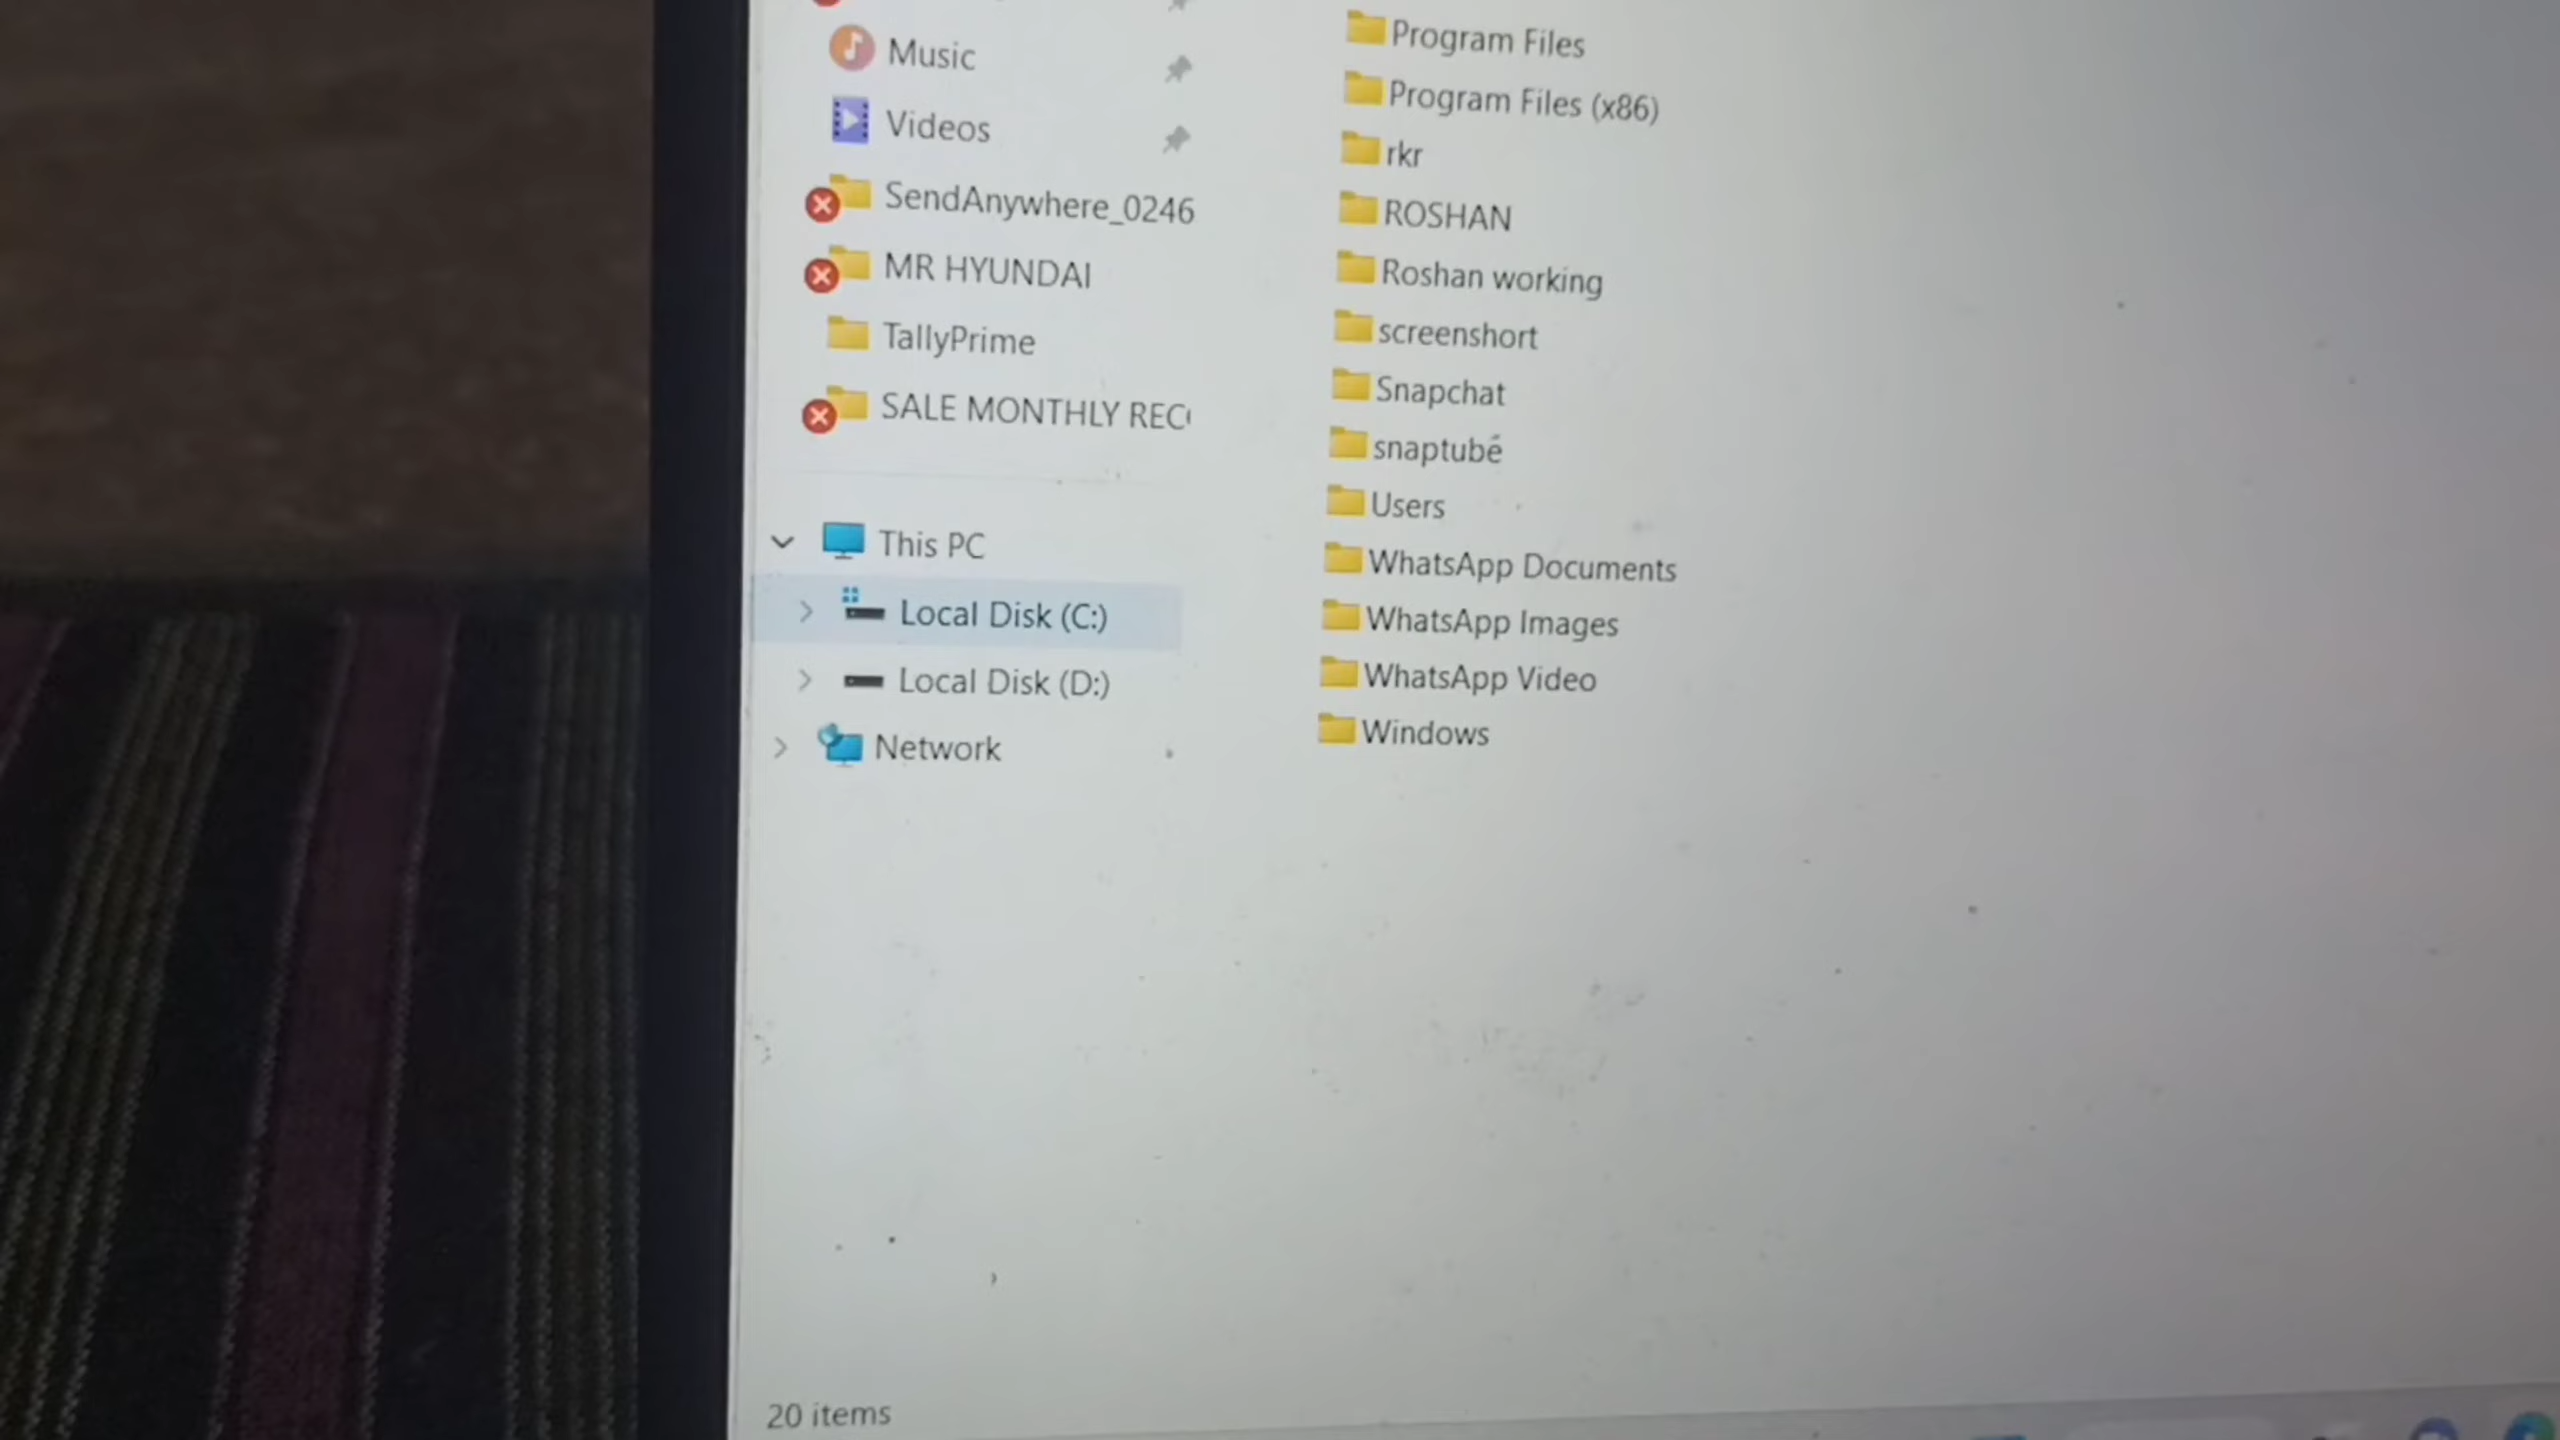 Music
Videos
SendAnywhere_0246
MR HYUNDAI
TallyPrime
SALE MONTHLY REC
This PC
Local Disk (C:)
Local Disk (D:)
Network
Program Files
Program Files (x86)
rkr
ROSHAN
Roshan working
screenshort
Snapchat
snaptube
Users
WhatsApp Documents
WhatsApp Images
WhatsApp Video
Windows
20 items